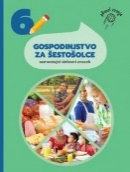 6
GOSPODINJSTVO
ZA ŠESTOŠOLCE
samostojni delovni zvezek